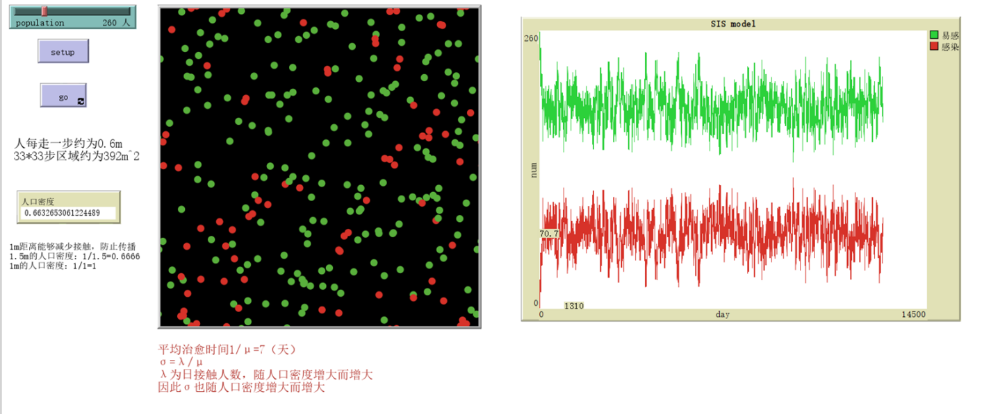 population 260 人
setup
go
人每走一步约为0.6m
33*33步区域约为392m^2
人口密度
0.6632653061224489
1m距离能够减少接触，防止传播
1.5m的人口密度：1/1.5=0.6666
1m的人口密度：1/1=1
平均治愈时间1/μ=7（天）
σ=λ/μ
λ为日接触人数，随人口密度增大而增大
因此σ也随人口密度增大而增大
SIS model
260
易感
感染
num
70.7
0
1310
0 day 14500